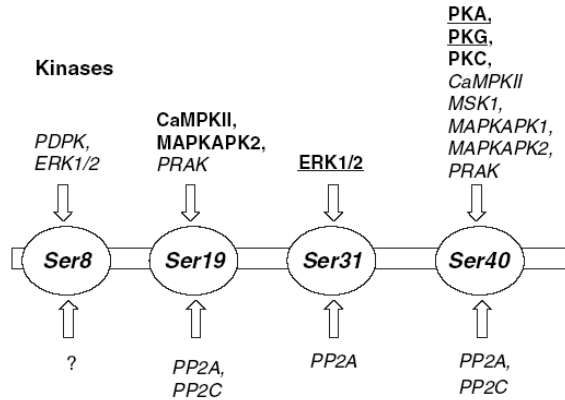 Kinases
PDPK,
ERK1/2
CaMPKII,
MAPKAPK2,
PRAK
ERK1/2
PKA,
PKG,
PKC,
CaMPKII
MSK1,
MAPKAPK1,
MAPKAPK2,
PRAK
Ser8
Ser19
Ser31
Ser40
?
PP2A,
PP2C
PP2A
PP2A,
PP2C